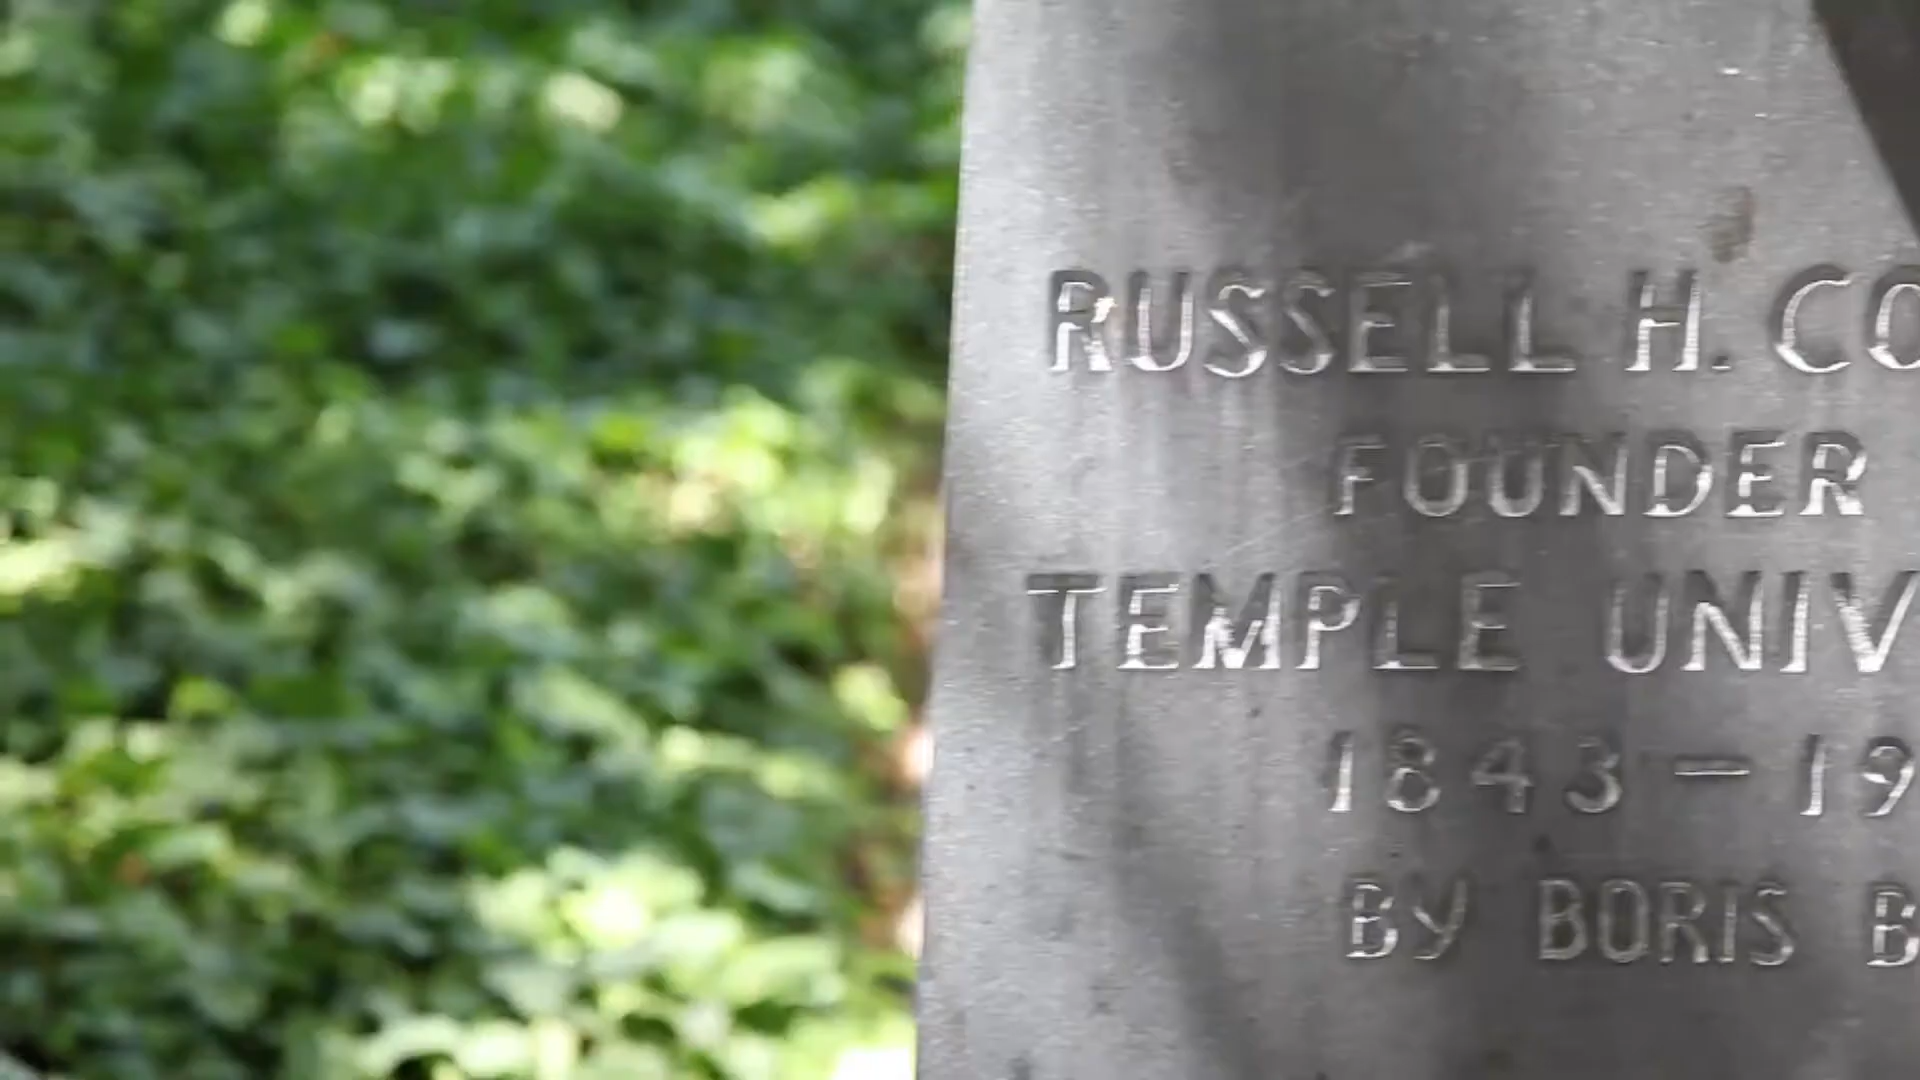 RUSSELL H. CO
FOUNDER
TEMPLE UNIV
1843-19
BY BORIS B